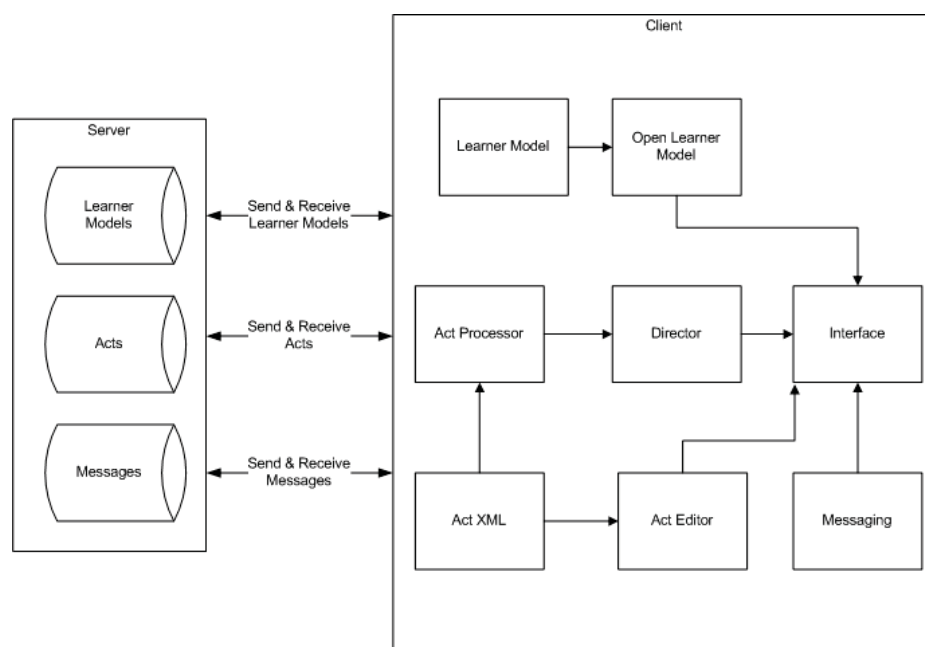 Client
Server
Learner Model
Open Learner
Model
Learner
Models
Send & Receive
Learner Models
Acts
Send & Receive
Acts
Act Processor
Director
Interface
Messages
Send & Receive
Messages
Act XML
Act Editor
Messaging